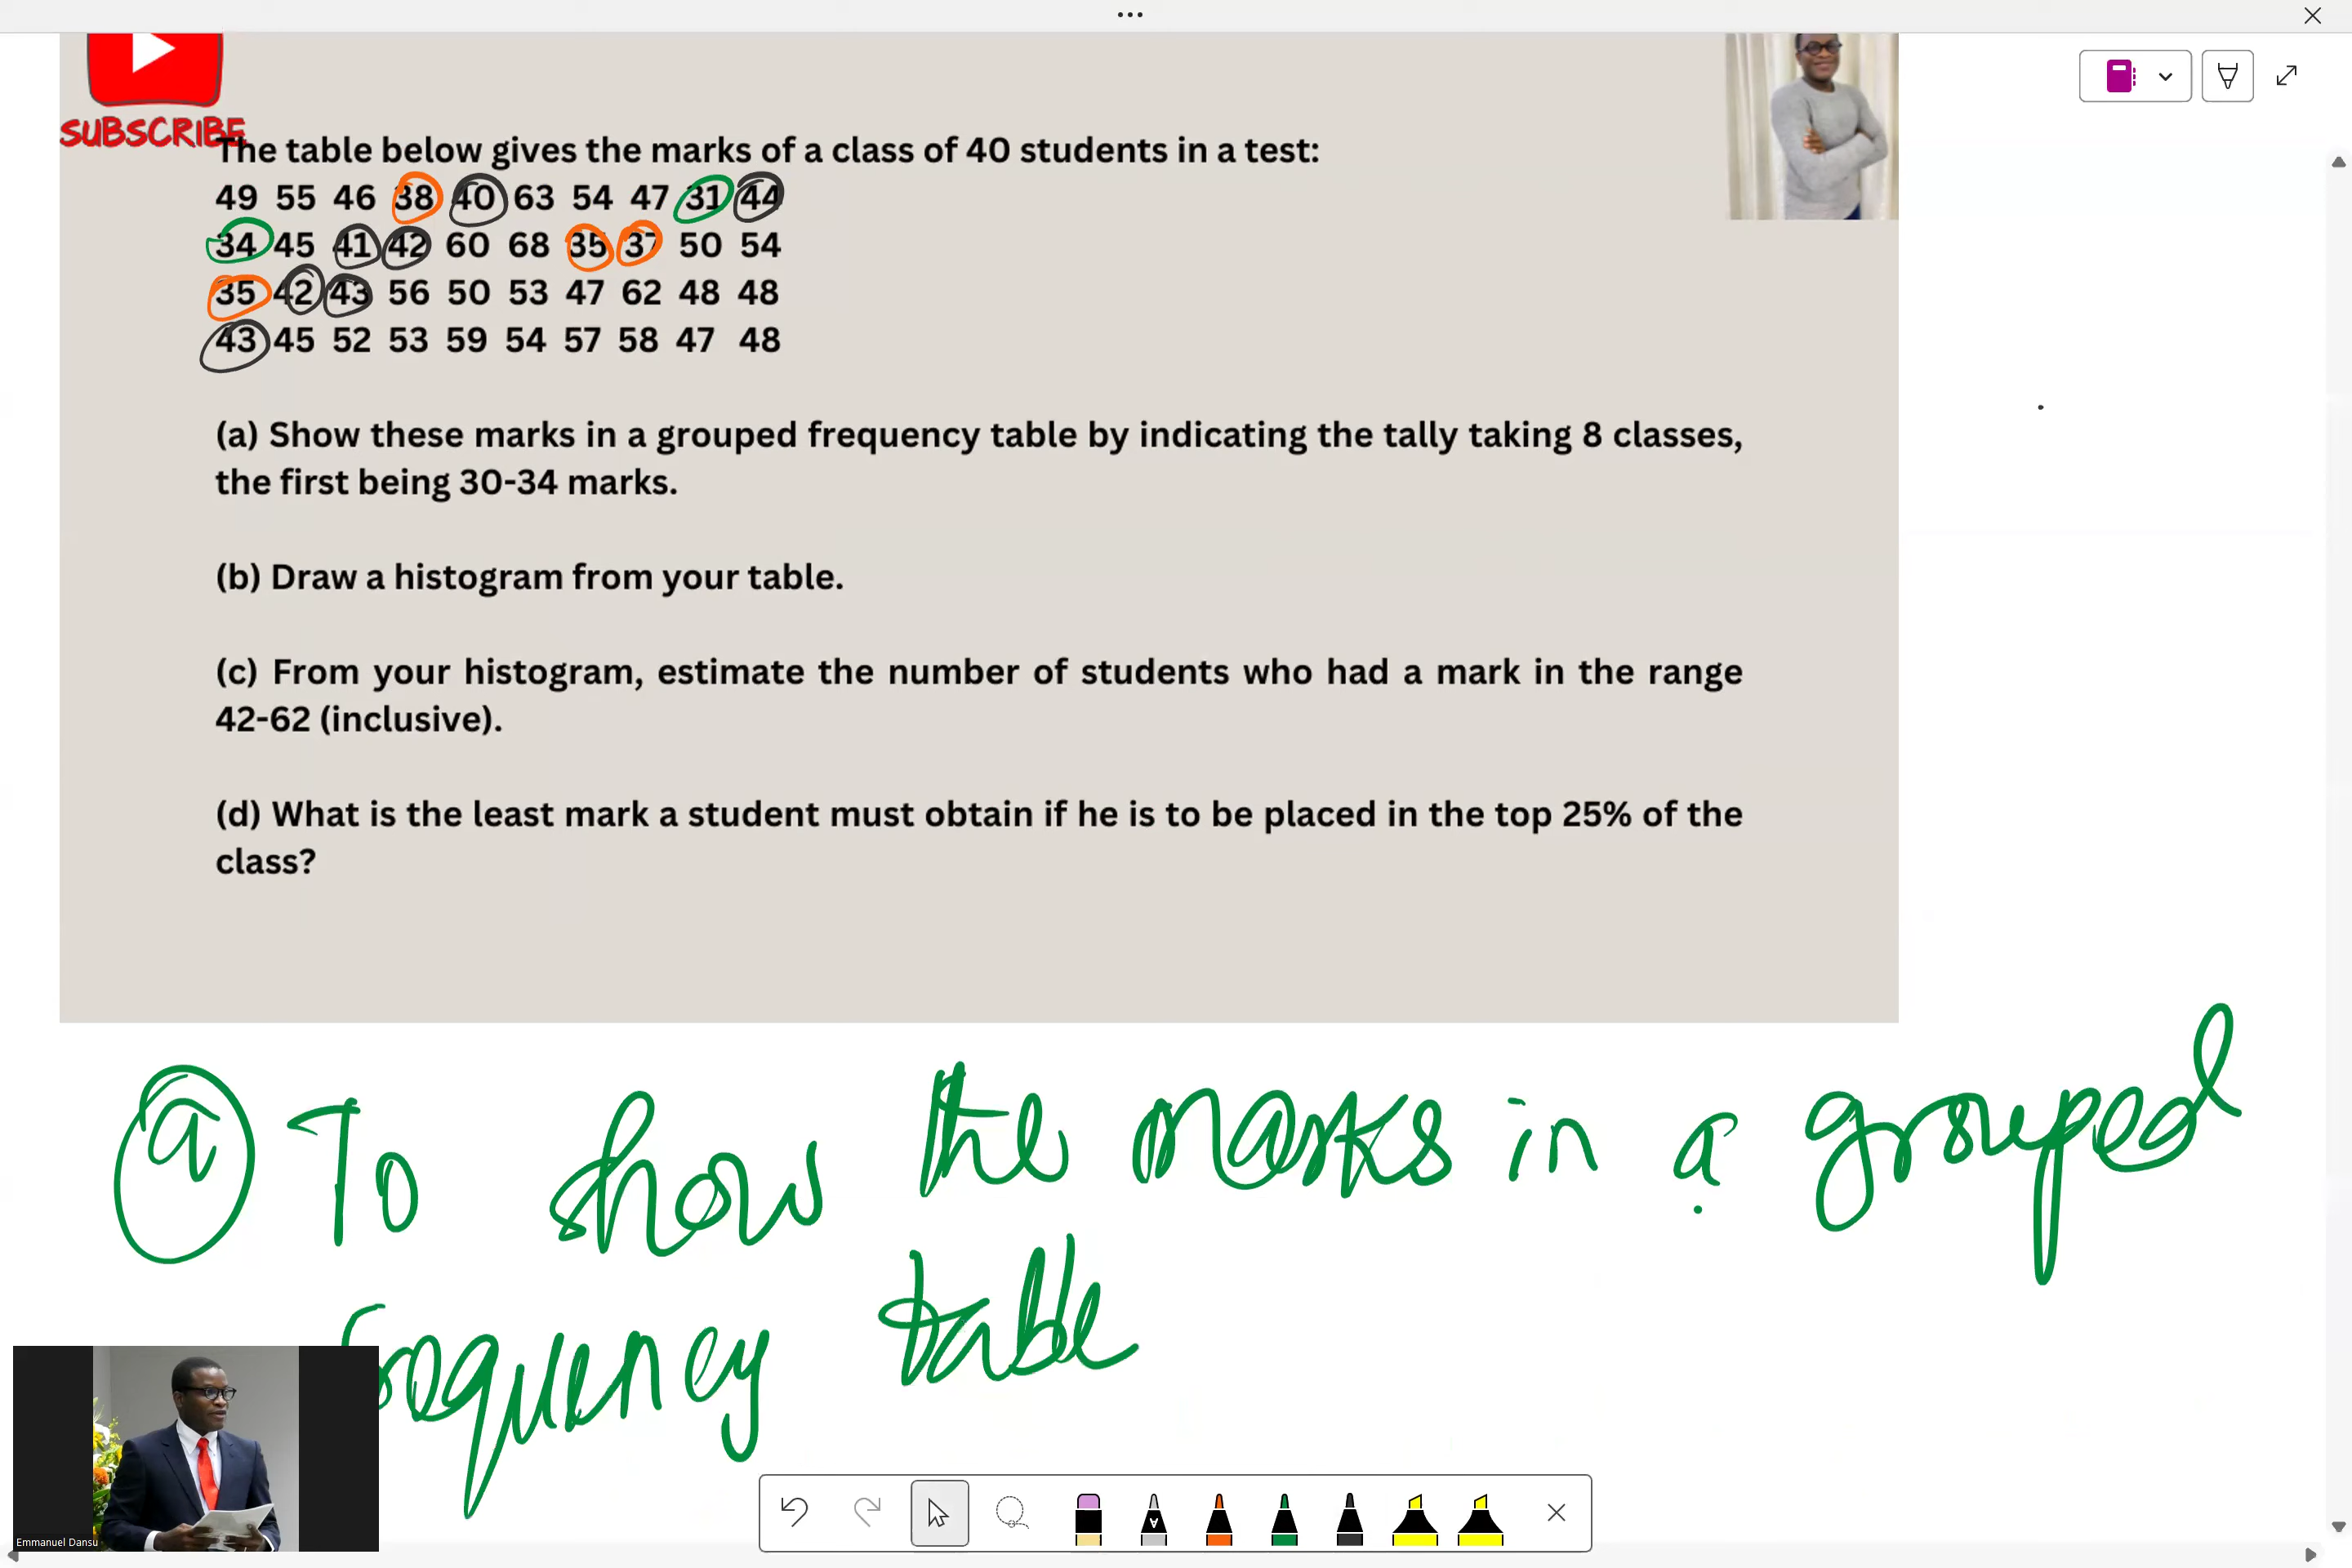 SUBSCRIBE
The table below gives the marks of a class of 40 students in a test:
49 55 46 38 40 63 54 47 31 44
34 45 41 42 60 68 35 37 50 54
35 42 43 56 50 53 47 62 48 48
43 45 52 53 59 54 57 58 47 48
(a) Show these marks in a grouped frequency table by indicating the tally taking 8 classes,
the first being 30-34 marks.
(b) Draw a histogram from your table.
(c) From your histogram, estimate the number of students who had a mark in the range
42-62 (inclusive).
(d) What is the least mark a student must obtain if he is to be placed in the top 25% of the
class?
a To show the marks in a grouped
frequency table
Emmanuel Dansu